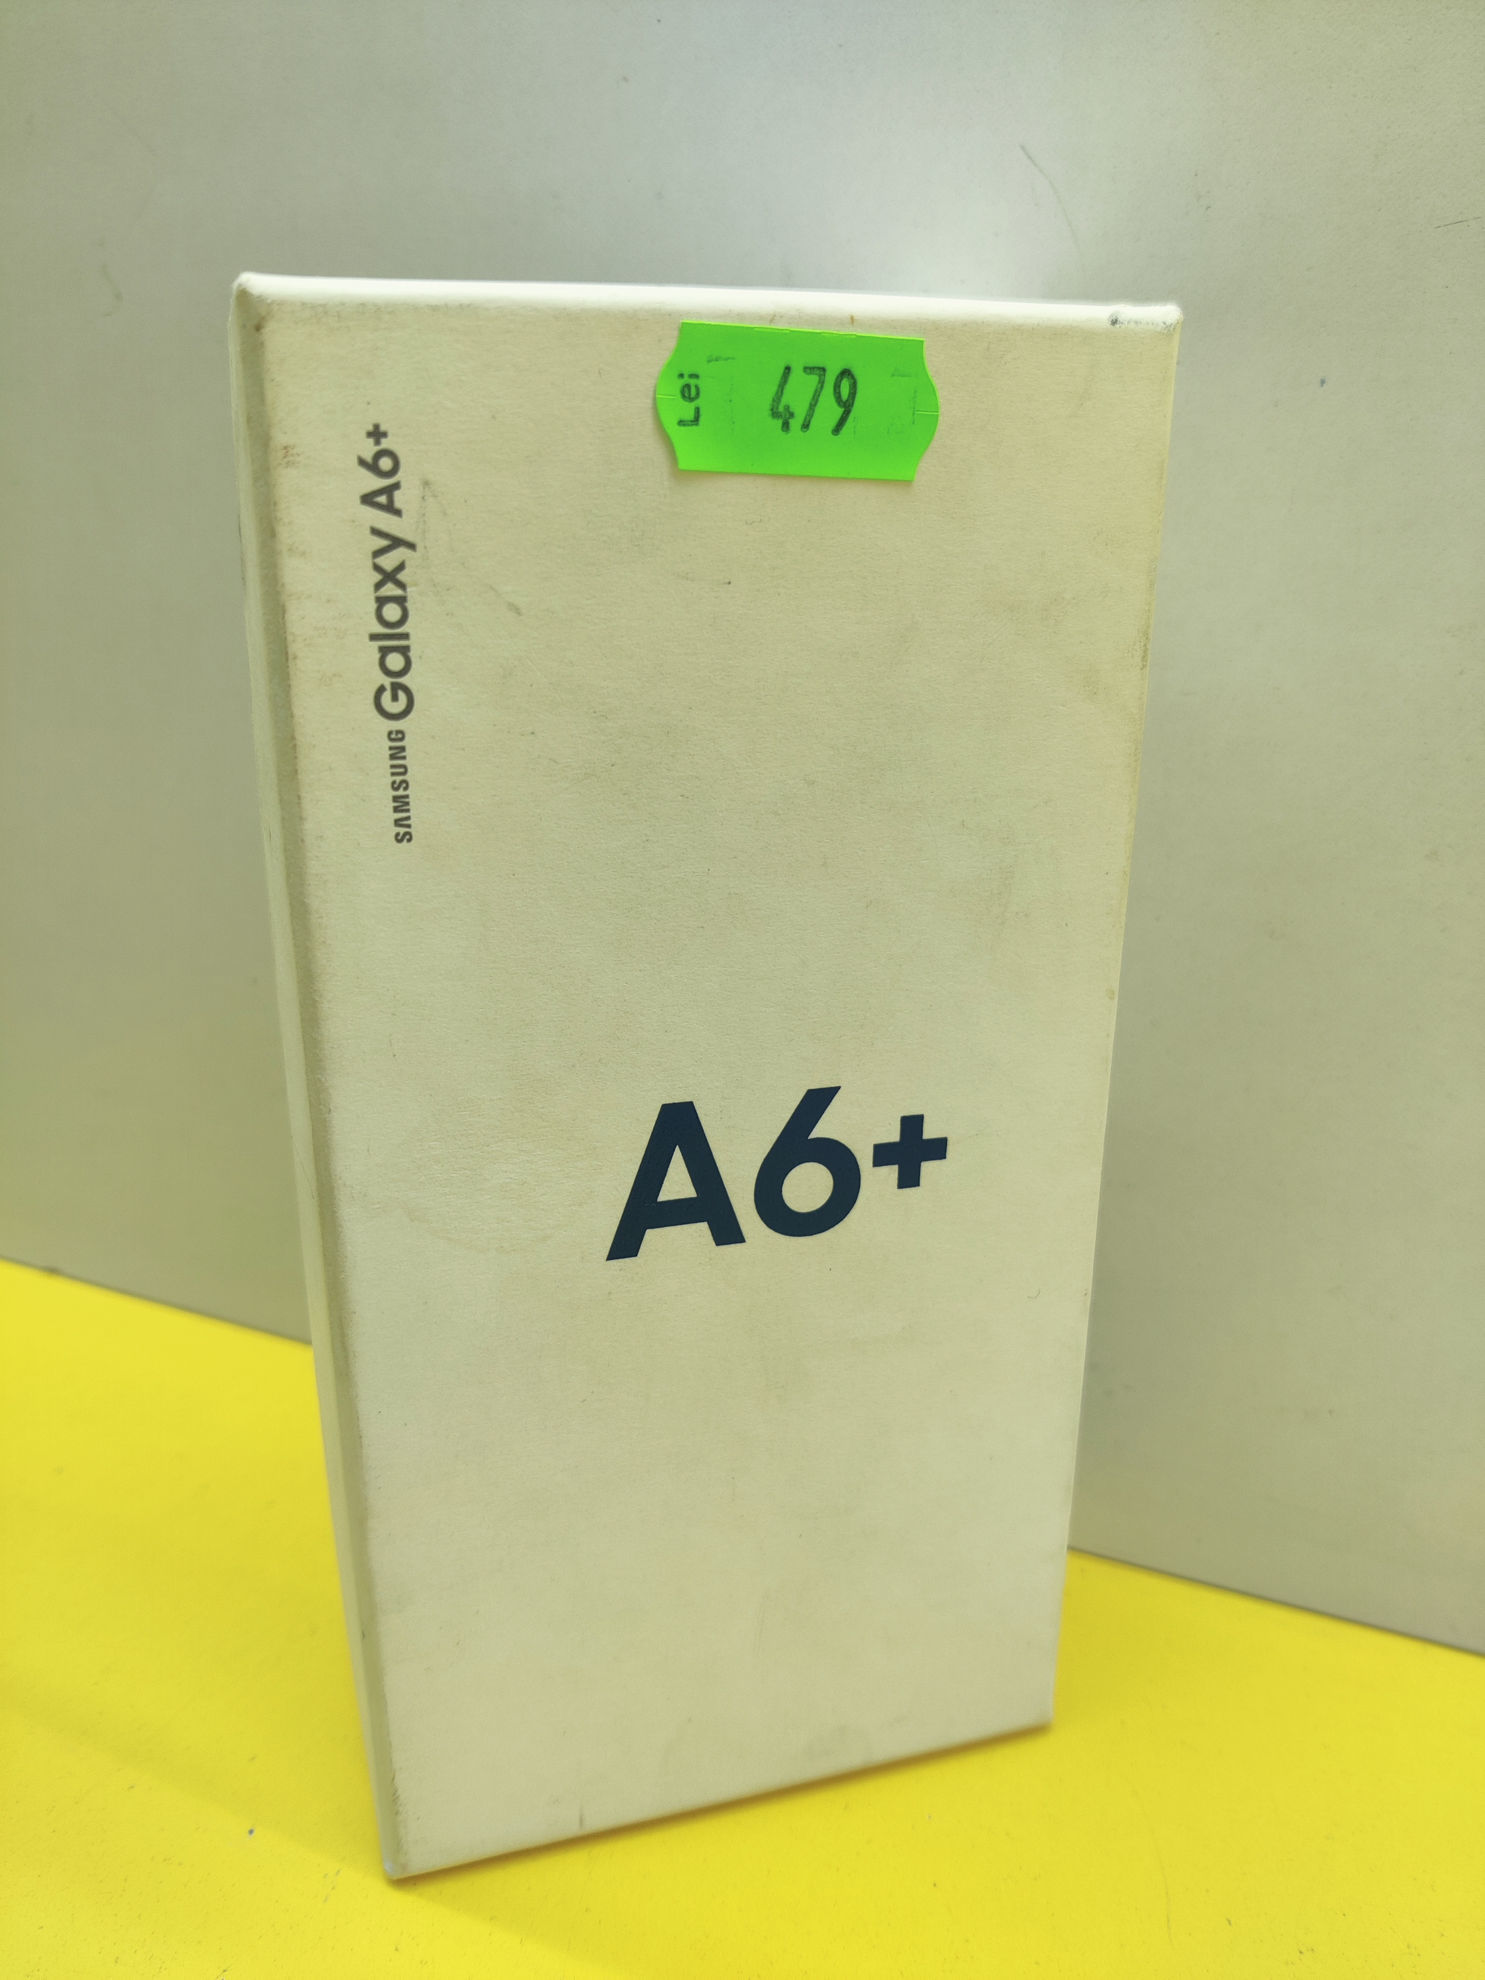 Lei 479
SAMSUNG Galaxy A6+
A6+